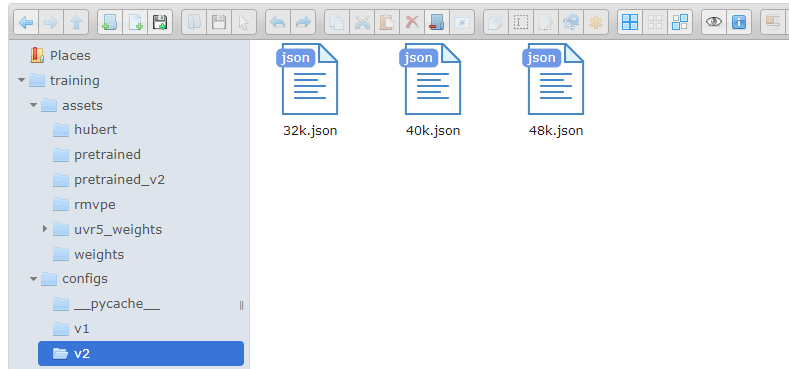 Places
training
assets
hubert
pretrained
pretrained_v2
rmvpe
uvr5_weights
weights
configs
__pycache__
v1
v2
json json json
32k.json 40k.json 48k.json